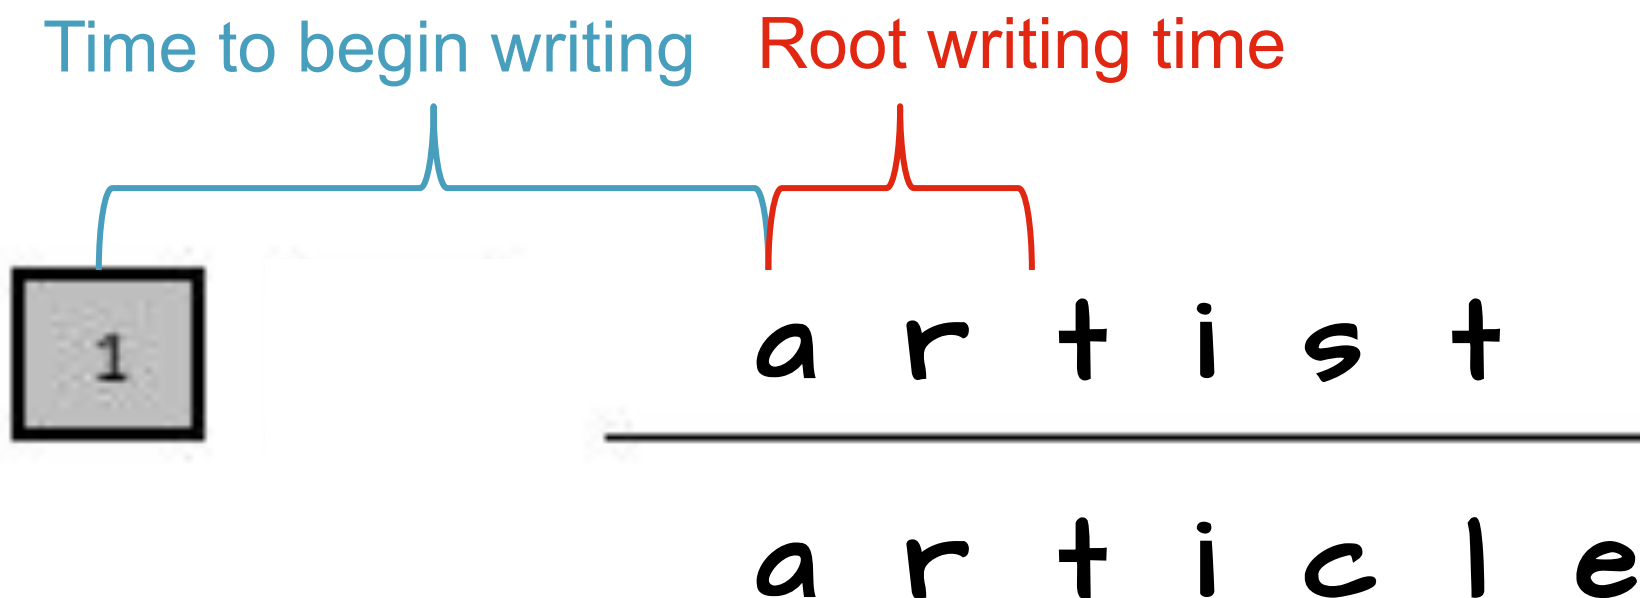 Time to begin writing Root writing time
1 a r t i s t
a r t i c l e